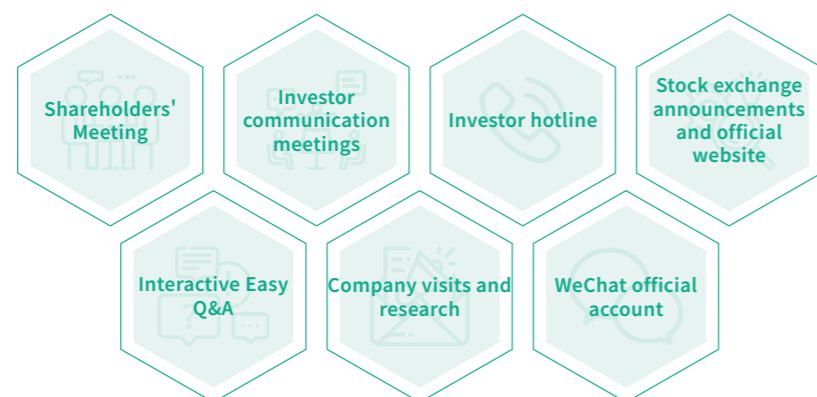 Shareholders'
Meeting
Investor
communication
meetings
Investor hotline
Stock exchange
announcements
and official
website
Interactive Easy
Q&A
Company visits and
research
WeChat official
account